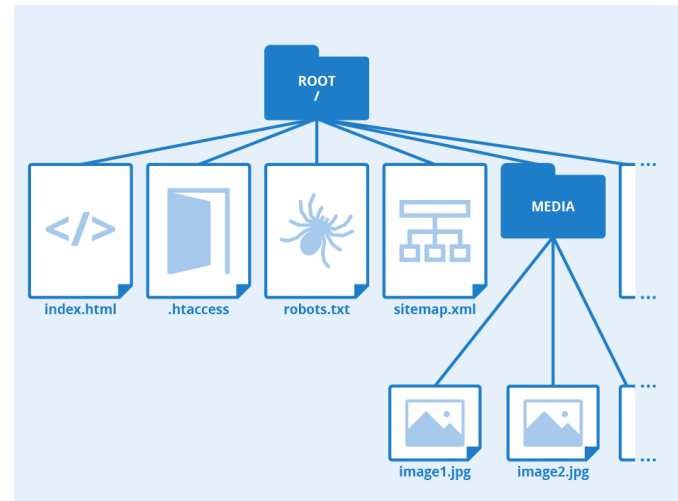 ROOT
/
</>
MEDIA
index.html
.htaccess
robots.txt
sitemap.xml
image1.jpg
image2.jpg